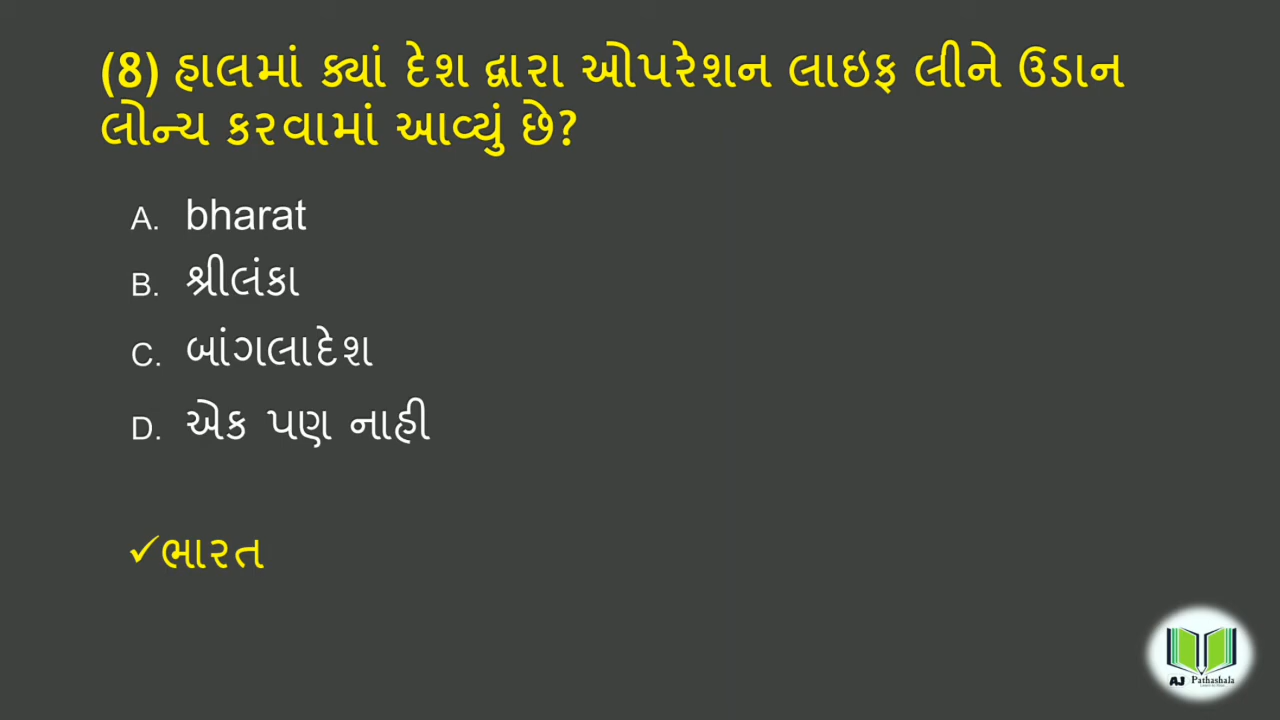 (8) હાલમાં ક્યાં દેશ દ્વારા ઓપરેશન લાઇફ લીને ઉડાન
લોન્ચ કરવામાં આવ્યું છે?
A. bharat
B. શ્રીલંકા
C. બાંગલાદેશ
D. એક પણ નાહી
✓ભારત
AJ Pathashala